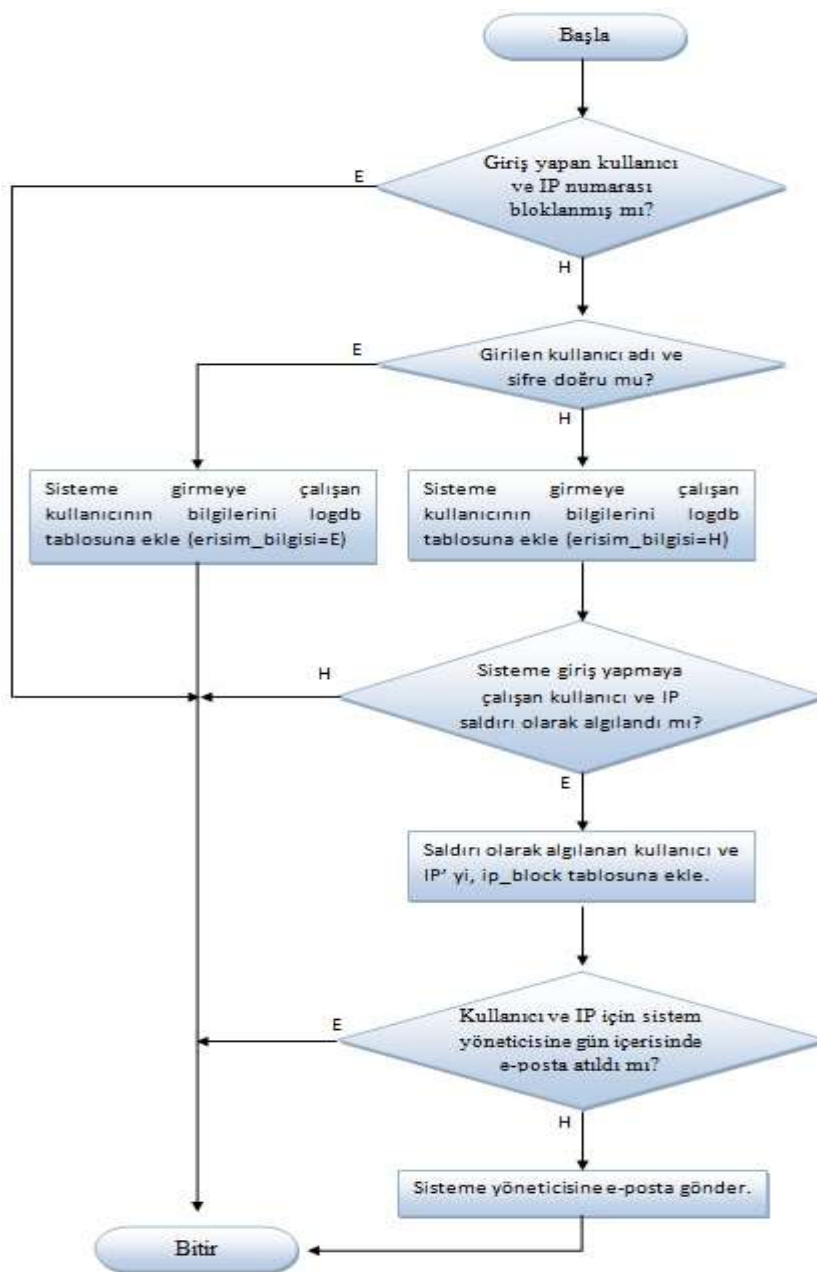 Başla
Giriş yapan kullanıcı
ve IP numarası
bloklanmış mı?
E
H
Girilen kullanıcı adı ve
sifre doğru mu?
E
H
Sisteme girmeye çalışan
kullanıcının bilgilerini logdb
tablosuna ekle (erisim_bilgisi=E)
Sisteme girmeye çalışan
kullanıcının bilgilerini logdb
tablosuna ekle (erisim_bilgisi=H)
Sisteme giriş yapmaya
çalışan kullanıcı ve IP
saldırı olarak algılandı mı?
H
E
Saldırı olarak algılanan kullanıcı ve
IP' yi, ip_block tablosuna ekle.
Kullanıcı ve IP için sistem
yöneticisine gün içerisinde
e-posta atıldı mı?
E
H
Sisteme yöneticisine e-posta gönder.
Bitir